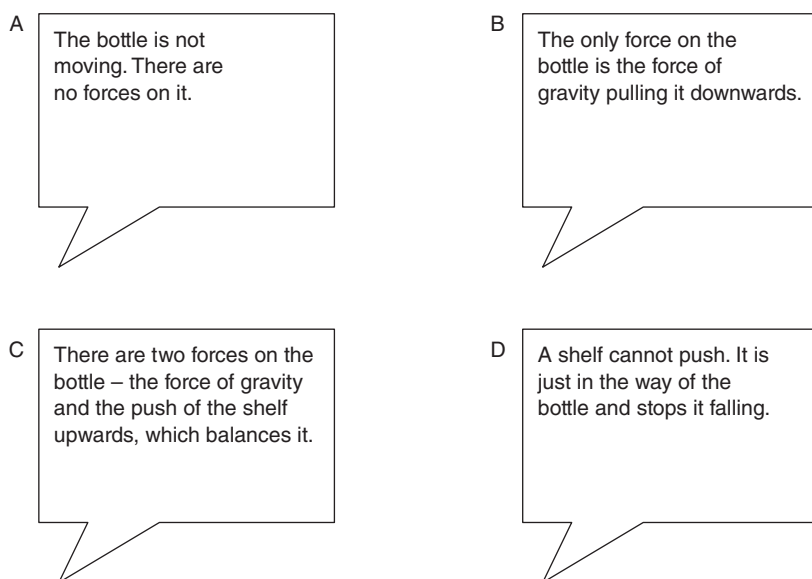 A
The bottle is not
moving. There are
no forces on it.
B
The only force on the
bottle is the force of
gravity pulling it downwards.
C
There are two forces on the
bottle – the force of gravity
and the push of the shelf
upwards, which balances it.
D
A shelf cannot push. It is
just in the way of the
bottle and stops it falling.